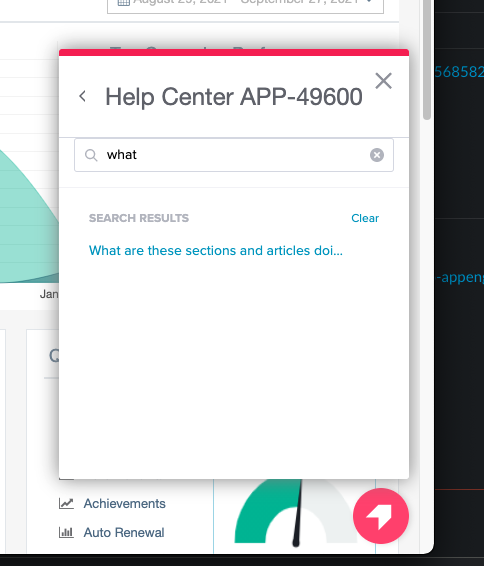 August 29, 2021 - September 27, 2021
Help Center APP-49600
568582
what
SEARCH RESULTS
Clear
What are these sections and articles doi...
-appeng
Jan
Q
Achievements
Auto Renewal